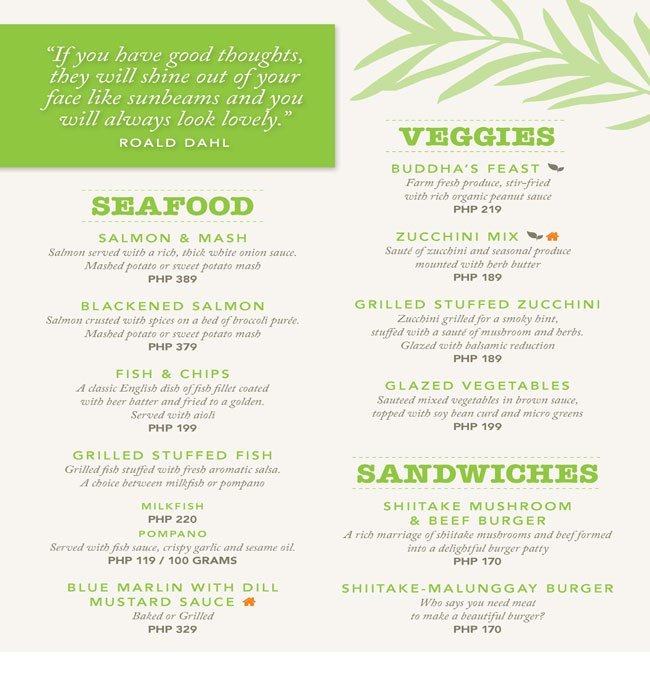 “If you have good thoughts,
they will shine out of your
face like sunbeams and you
will always look lovely.”
ROALD DAHL
SEAFOOD
SALMON & MASH
Salmon served with a rich, thick white onion sauce.
Mashed potato or sweet potato mash
PHP 389
BLACKENED SALMON
Salmon crusted with spices on a bed of broccoli purée.
Mashed potato or sweet potato mash
PHP 379
FISH & CHIPS
A classic English dish of fish fillet coated
with beer batter and fried to a golden.
Served with aioli
PHP 199
GRILLED STUFFED FISH
Grilled fish stuffed with fresh aromatic salsa.
A choice between milkfish or pompano
MILKFISH
PHP 220
POMPANO
Served with fish sauce, crispy garlic and sesame oil.
PHP 119 / 100 GRAMS
BLUE MARLIN WITH DILL
MUSTARD SAUCE
Baked or Grilled
PHP 329
VEGGIES
BUDDHA’S FEAST
Farm fresh produce, stir-fried
with rich organic peanut sauce
PHP 219
ZUCCHINI MIX
Sauté of zucchini and seasonal produce
mounted with herb butter
PHP 189
GRILLED STUFFED ZUCCHINI
Zucchini grilled for a smoky hint,
stuffed with a sauté of mushroom and herbs.
Glazed with balsamic reduction
PHP 189
GLAZED VEGETABLES
Sauteed mixed vegetables in brown sauce,
topped with soy bean curd and micro greens
PHP 199
SANDWICHES
SHIITAKE MUSHROOM
& BEEF BURGER
A rich marriage of shiitake mushrooms and beef formed
into a delightful burger patty
PHP 170
SHIITAKE-MALUNGGAY BURGER
Who says you need meat
to make a beautiful burger?
PHP 170